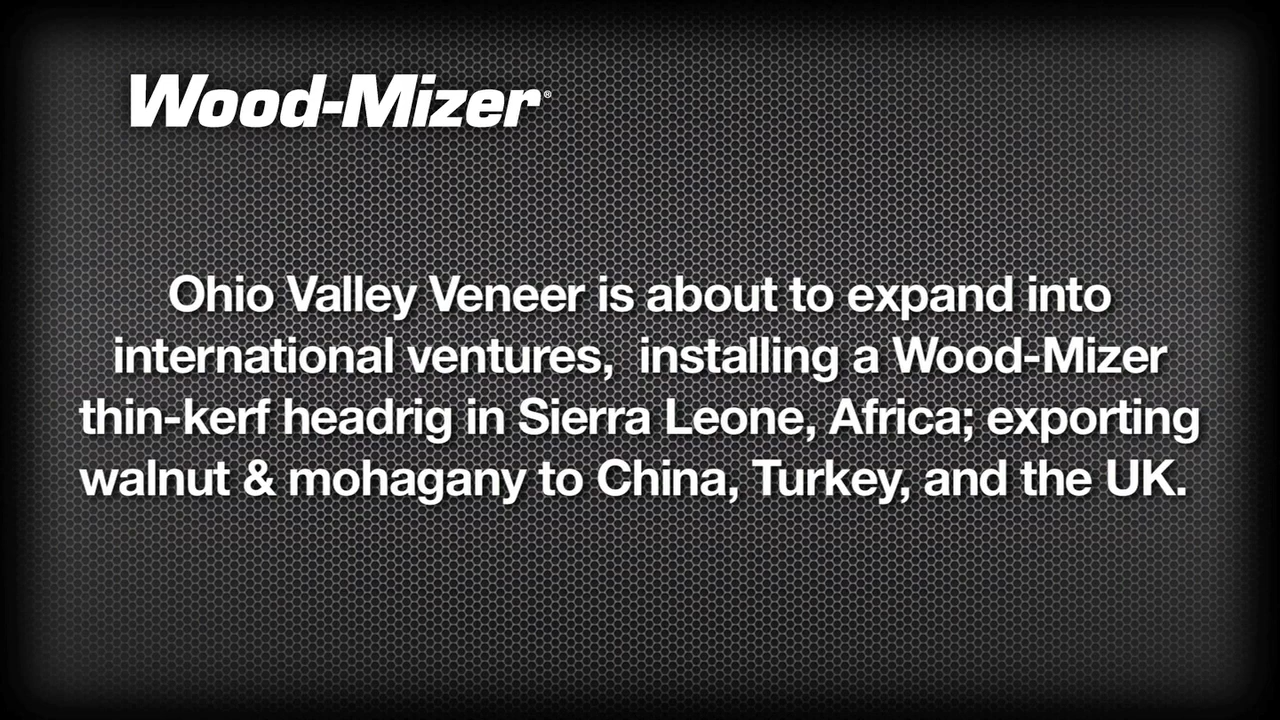 Wood-Mizer®
Ohio Valley Veneer is about to expand into
international ventures,  installing a Wood-Mizer
thin-kerf headrig in Sierra Leone, Africa; exporting
walnut & mohagany to China, Turkey, and the UK.